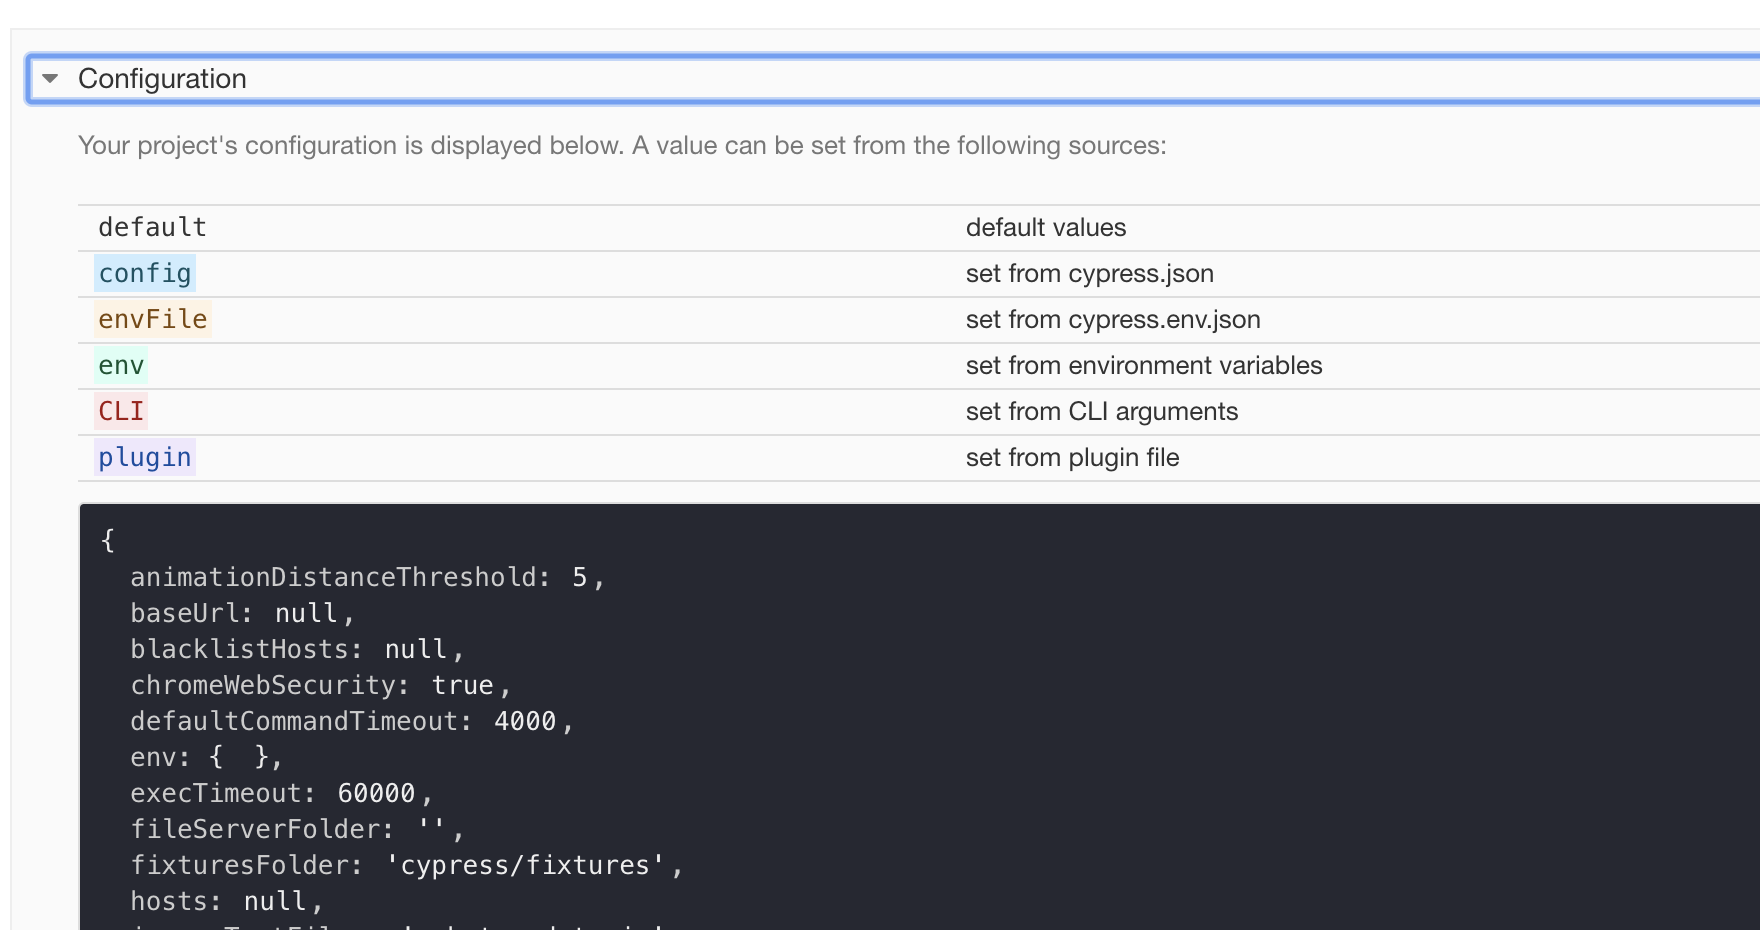 Configuration
Your project's configuration is displayed below. A value can be set from the following sources:
default default values
config set from cypress.json
envFile set from cypress.env.json
env set from environment variables
CLI set from CLI arguments
plugin set from plugin file
{
animationDistanceThreshold: 5,
baseUrl: null,
blacklistHosts: null,
chromeWebSecurity: true,
defaultCommandTimeout: 4000,
env: {  },
execTimeout: 60000,
fileServerFolder: '',
fixturesFolder: 'cypress/fixtures',
hosts: null,